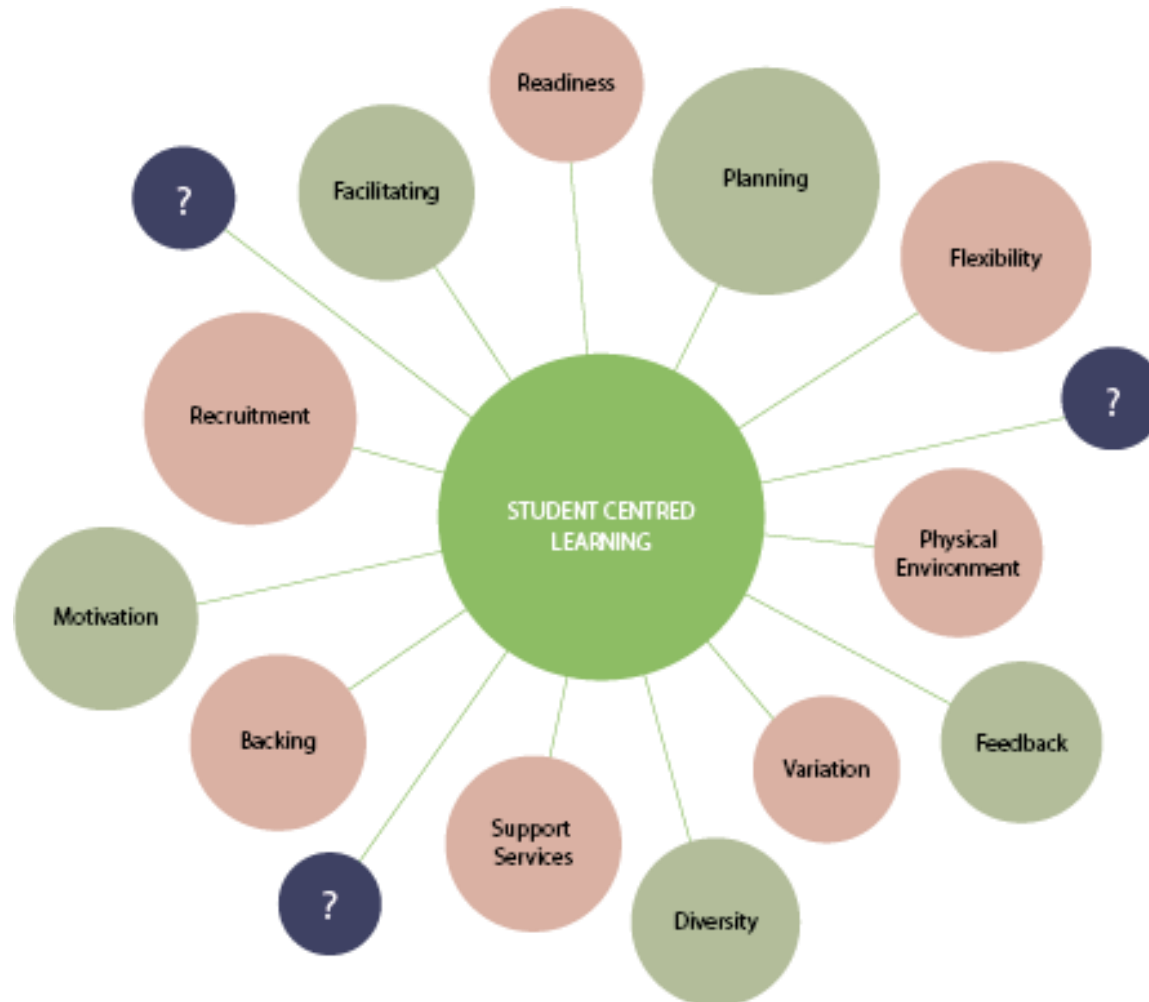 Readiness
Planning
Facilitating
?
Flexibility
?
Recruitment
STUDENT CENTRED
LEARNING
Physical
Environment
Motivation
Backing
Feedback
Variation
Support
Services
?
Diversity